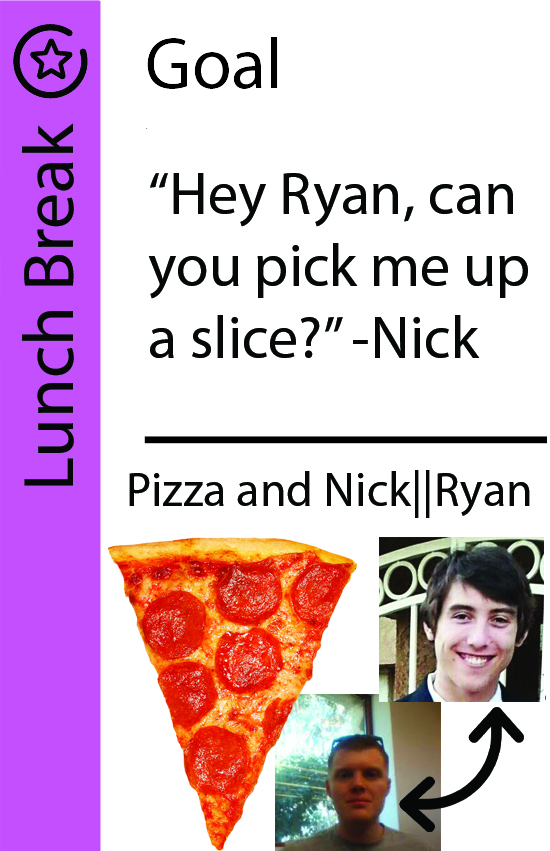 Lunch Break
Goal
“Hey Ryan, can
you pick me up
a slice?” -Nick
Pizza and Nick||Ryan